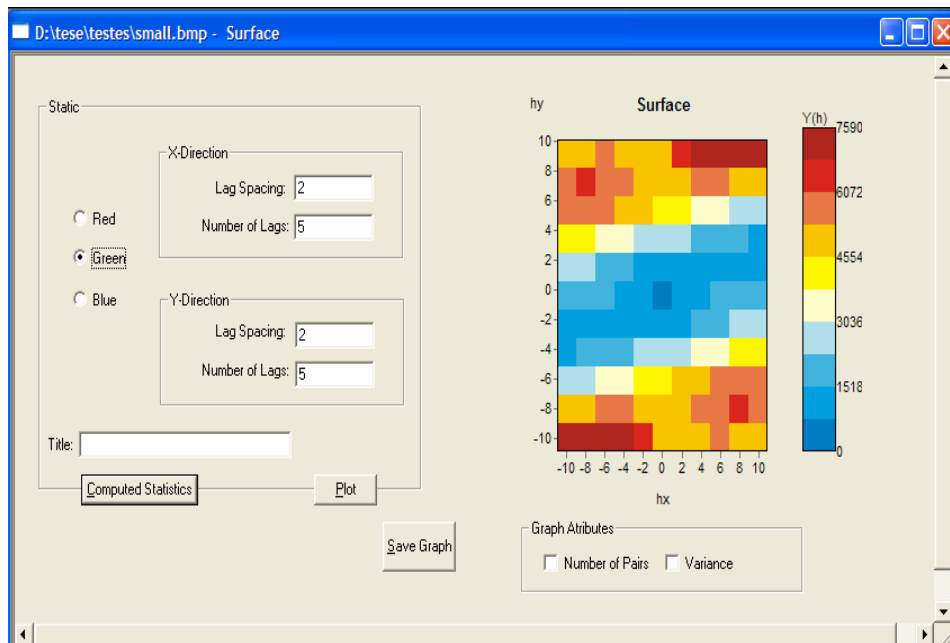 D:\tese\testes\small.bmp - Surface
Static
X-Direction
Lag Spacing: 2
Number of Lags: 5
Red
Green
Blue
Y-Direction
Lag Spacing: 2
Number of Lags: 5
Title:
Computed Statistics
Plot
Save Graph
hy
Surface
Y(h)
10
8
6
4
2
0
-2
-4
-6
-8
-10
-10 -8 -6 -4 -2 0 2 4 6 8 10
hx
7590
6072
4554
3036
1518
0
Graph Atributes
Number of Pairs
Variance